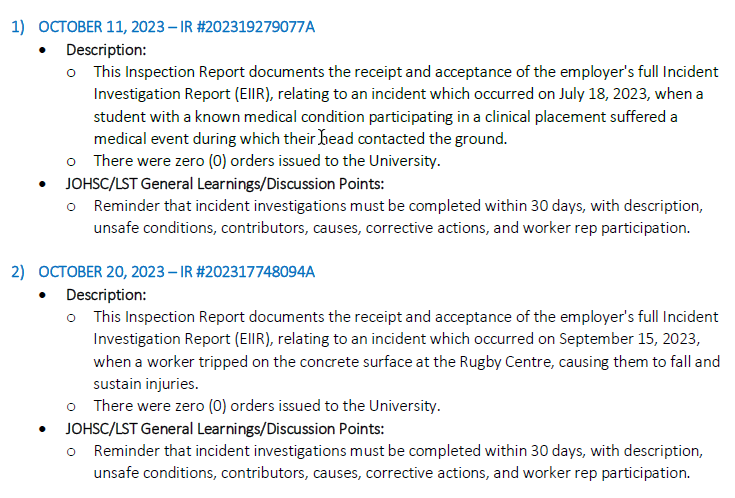 1) OCTOBER 11, 2023 – IR #202319279077A
• Description:
o This Inspection Report documents the receipt and acceptance of the employer's full Incident
Investigation Report (EIIR), relating to an incident which occurred on July 18, 2023, when a
student with a known medical condition participating in a clinical placement suffered a
medical event during which their head contacted the ground.
o There were zero (0) orders issued to the University.
• JOHSC/LST General Learnings/Discussion Points:
o Reminder that incident investigations must be completed within 30 days, with description,
unsafe conditions, contributors, causes, corrective actions, and worker rep participation.
2) OCTOBER 20, 2023 – IR #202317748094A
• Description:
o This Inspection Report documents the receipt and acceptance of the employer's full Incident
Investigation Report (EIIR), relating to an incident which occurred on September 15, 2023,
when a worker tripped on the concrete surface at the Rugby Centre, causing them to fall and
sustain injuries.
o There were zero (0) orders issued to the University.
• JOHSC/LST General Learnings/Discussion Points:
o Reminder that incident investigations must be completed within 30 days, with description,
unsafe conditions, contributors, causes, corrective actions, and worker rep participation.